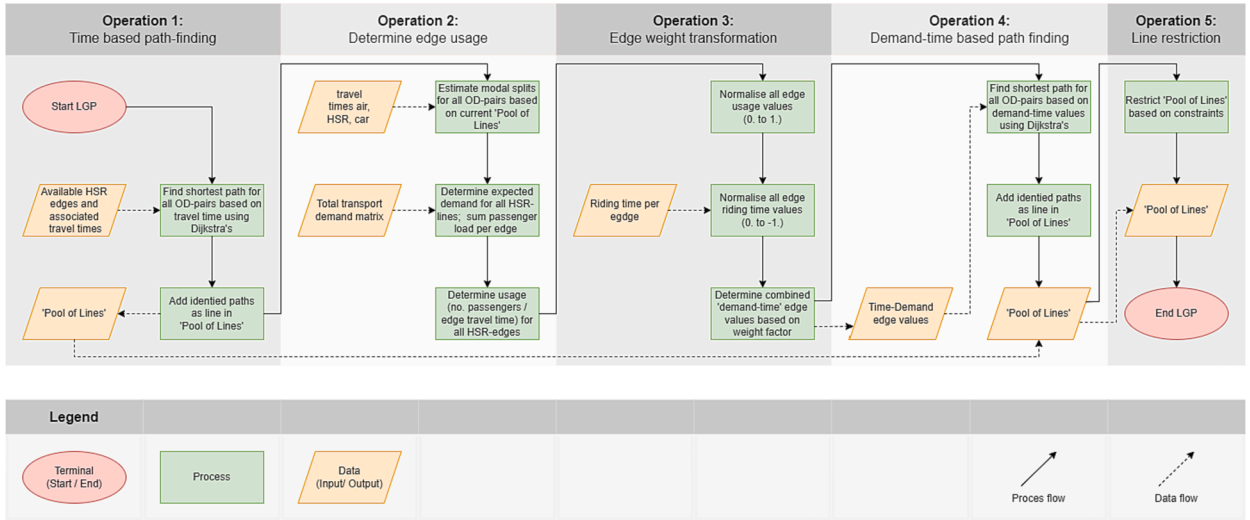 Operation 1:
Time based path-finding
Operation 2:
Determine edge usage
Operation 3:
Edge weight transformation
Operation 4:
Demand-time based path finding
Operation 5:
Line restriction
Start LGP
Available HSR
edges and
associated
travel times
Find shortest path for
all OD-pairs based on
travel time using
Dijkstra's
'Pool of Lines'
Add identied paths
as line in
'Pool of Lines'
travel
times air,
HSR, car
Estimate modal splits
for all OD-pairs based
on current 'Pool of
Lines'
Total transport
demand matrix
Determine expected
demand for all HSR-
lines; sum passenger
load per edge
Determine usage
(no. passengers /
edge travel time) for
all HSR-edges
Normalise all edge
usage values
(0. to 1.)
Riding time per
egdge
Normalise all edge
riding time values
(0. to -1.)
Determine combined
'demand-time' edge
values based on
weight factor
Find shortest path for
all OD-pairs based on
demand-time values
using Dijkstra's
Add identied paths
as line in
'Pool of Lines'
Time-Demand
edge values
'Pool of Lines'
Restrict 'Pool of Lines'
based on constraints
'Pool of Lines'
End LGP
Legend
Terminal
(Start / End)
Process
Data
(Input/ Output)
Proces flow
Data flow